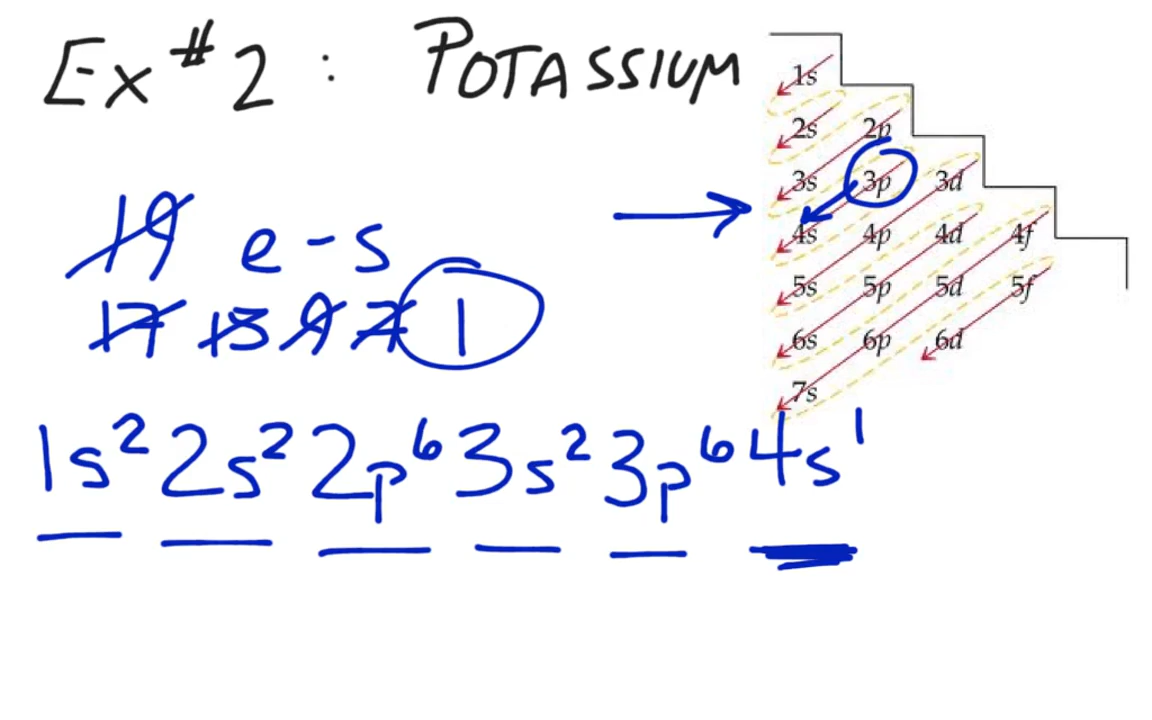 Ex #2 : POTASSIUM
1s
2s 2p
3s 3p 3d
4s 4p 4d 4f
5s 5p 5d 5f
6s 6p 6d
7s
19 e-s
17 15 9 7 1
1s² 2s² 2p⁶ 3s² 3p⁶ 4s¹